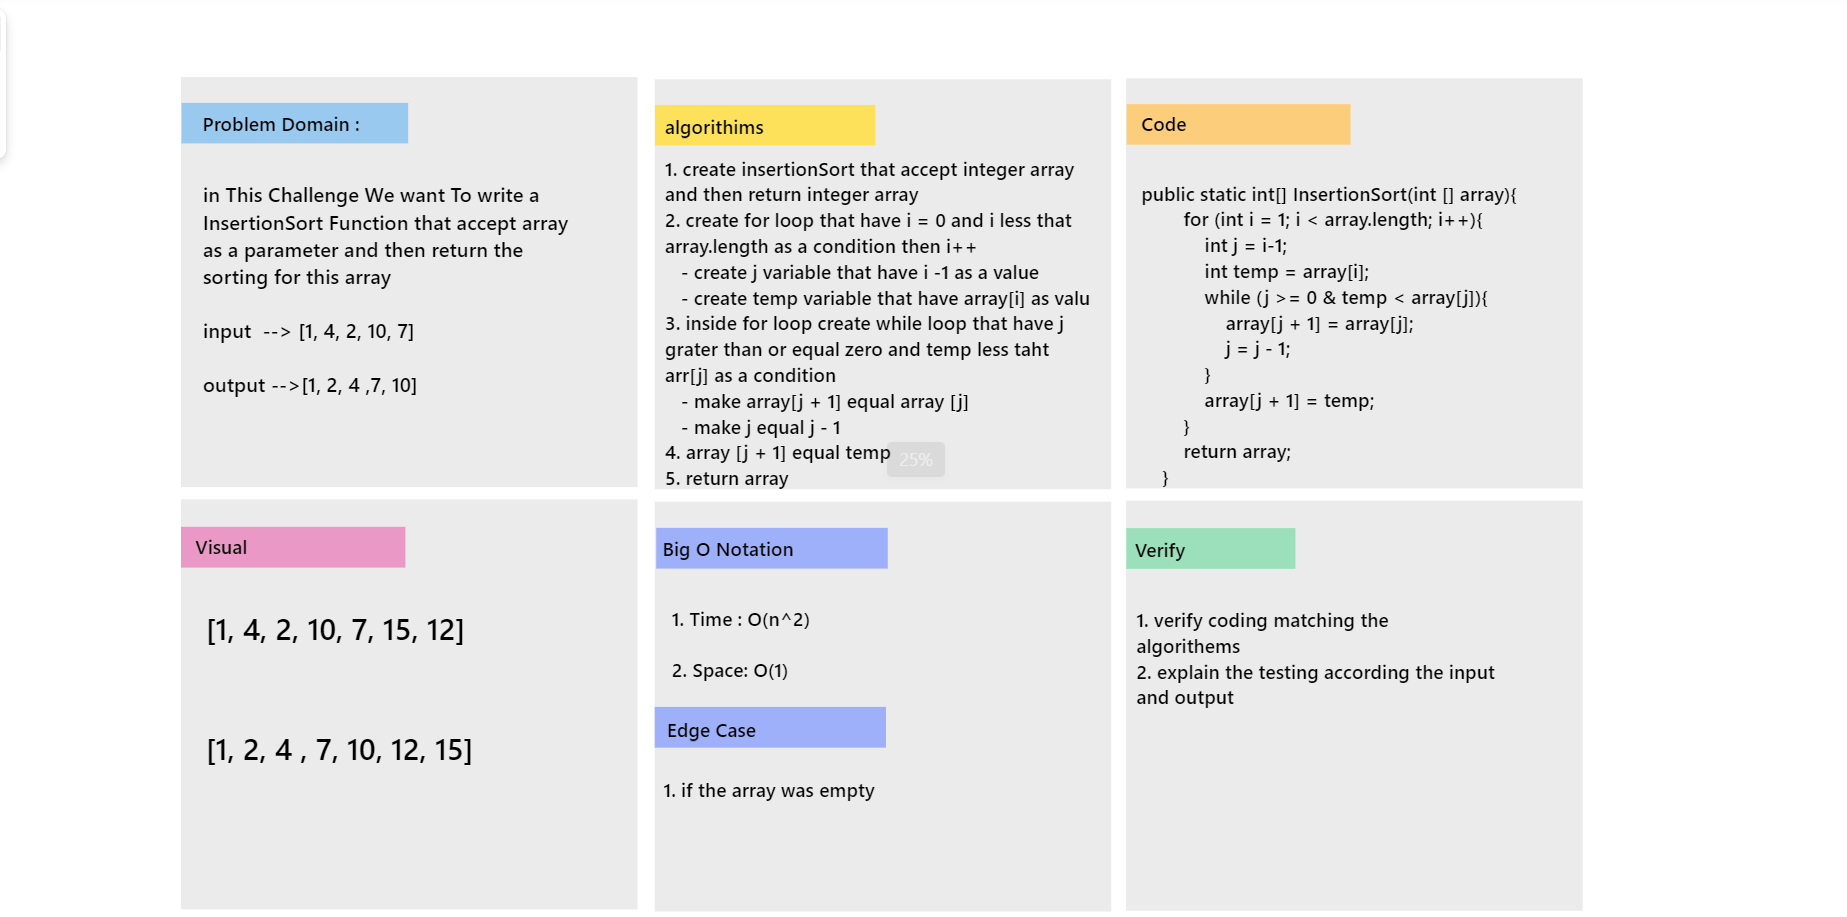 Problem Domain :
in This Challenge We want To write a
InsertionSort Function that accept array
as a parameter and then return the
sorting for this array
input  --> [1, 4, 2, 10, 7]
output -->[1, 2, 4 ,7, 10]
algorithims
1. create insertionSort that accept integer array
and then return integer array
2. create for loop that have i = 0 and i less that
array.length as a condition then i++
- create j variable that have i -1 as a value
- create temp variable that have array[i] as valu
3. inside for loop create while loop that have j
grater than or equal zero and temp less taht
arr[j] as a condition
- make array[j + 1] equal array [j]
- make j equal j - 1
4. array [j + 1] equal temp
25%
5. return array
Code
public static int[] InsertionSort(int [] array){
for (int i = 1; i < array.length; i++){
int j = i-1;
int temp = array[i];
while (j >= 0 & temp < array[j]){
array[j + 1] = array[j];
j = j - 1;
}
array[j + 1] = temp;
}
return array;
}
Visual
[1, 4, 2, 10, 7, 15, 12]
[1, 2, 4 , 7, 10, 12, 15]
Big O Notation
1. Time : O(n^2)
2. Space: O(1)
Edge Case
1. if the array was empty
Verify
1. verify coding matching the
algorithems
2. explain the testing according the input
and output